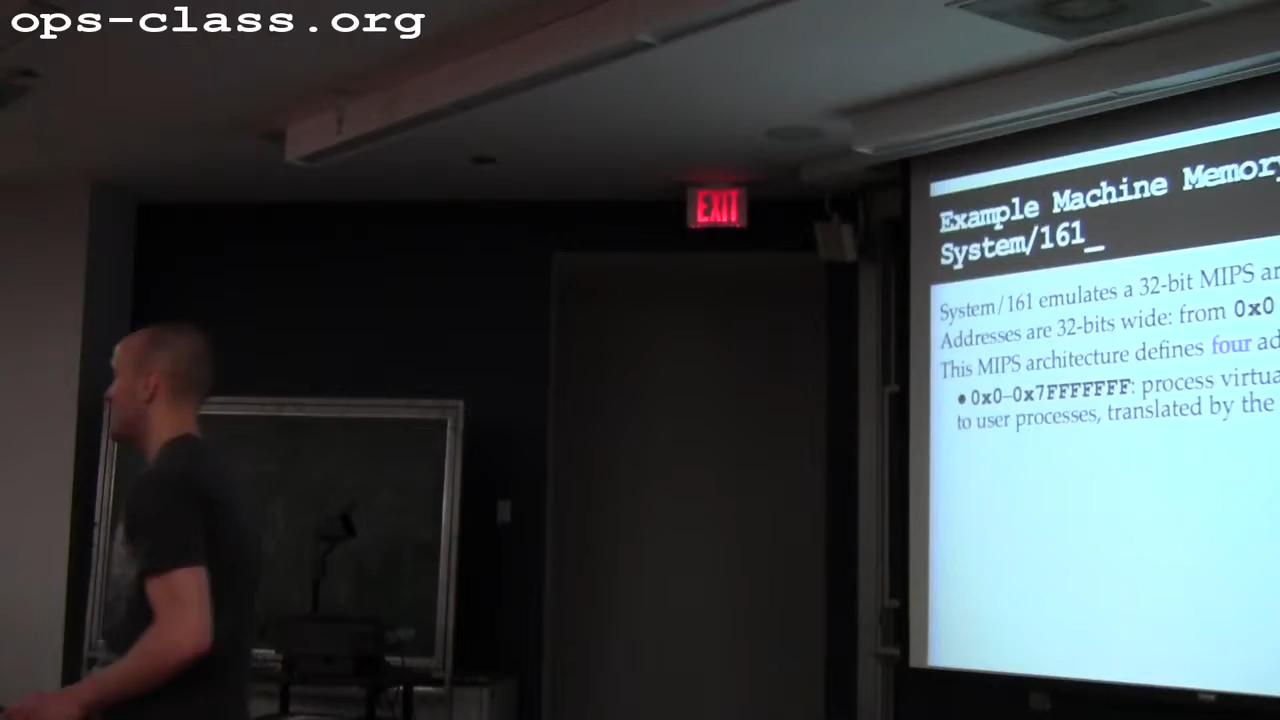 ops-class.org
EXIT
Example Machine Memory
System/161_
System/161 emulates a 32-bit MIPS
Addresses are 32-bits wide: from 0x0
This MIPS architecture defines four
• 0x0–0x7FFFFFFF: process
to user processes, translated by the